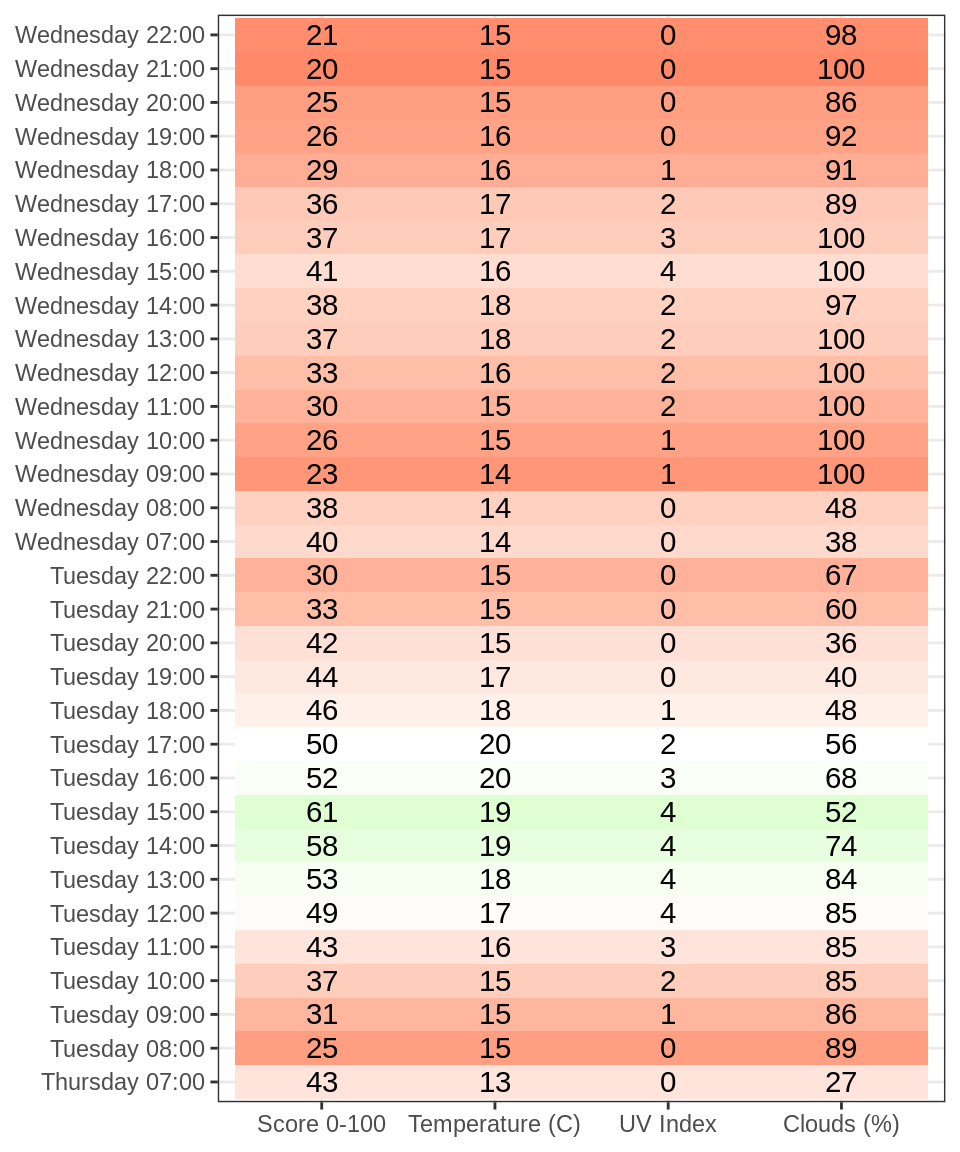 Wednesday 22:00 21 15 0 98
Wednesday 21:00 20 15 0 100
Wednesday 20:00 25 15 0 86
Wednesday 19:00 26 16 0 92
Wednesday 18:00 29 16 1 91
Wednesday 17:00 36 17 2 89
Wednesday 16:00 37 17 3 100
Wednesday 15:00 41 16 4 100
Wednesday 14:00 38 18 2 97
Wednesday 13:00 37 18 2 100
Wednesday 12:00 33 16 2 100
Wednesday 11:00 30 15 2 100
Wednesday 10:00 26 15 1 100
Wednesday 09:00 23 14 1 100
Wednesday 08:00 38 14 0 48
Wednesday 07:00 40 14 0 38
Tuesday 22:00 30 15 0 67
Tuesday 21:00 33 15 0 60
Tuesday 20:00 42 15 0 36
Tuesday 19:00 44 17 0 40
Tuesday 18:00 46 18 1 48
Tuesday 17:00 50 20 2 56
Tuesday 16:00 52 20 3 68
Tuesday 15:00 61 19 4 52
Tuesday 14:00 58 19 4 74
Tuesday 13:00 53 18 4 84
Tuesday 12:00 49 17 4 85
Tuesday 11:00 43 16 3 85
Tuesday 10:00 37 15 2 85
Tuesday 09:00 31 15 1 86
Tuesday 08:00 25 15 0 89
Thursday 07:00 43 13 0 27
Score 0-100 Temperature (C) UV Index Clouds (%)